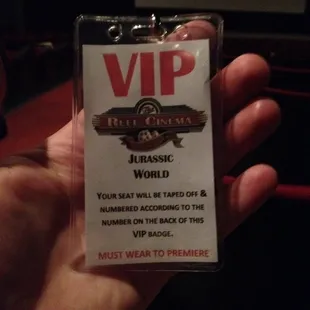 VIP
REEL CINEMA
JURASSIC
WORLD
YOUR SEAT WILL BE TAPED OFF &
NUMBERED ACCORDING TO THE
NUMBER ON THE BACK OF THIS
VIP BADGE.
MUST WEAR TO PREMIERE